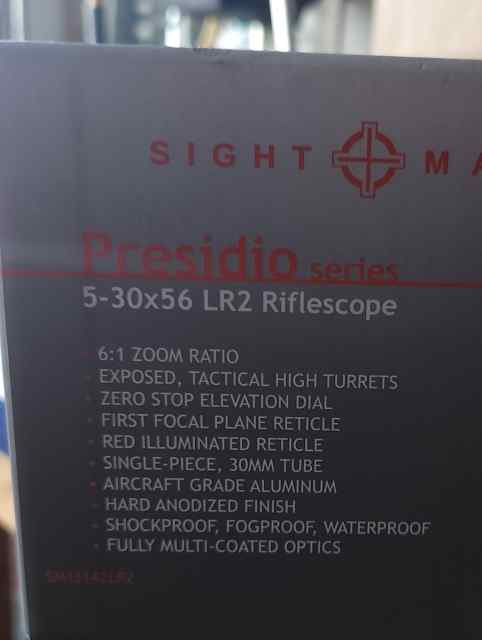 SIGHT MA
Presidio series
5-30x56 LR2 Riflescope
6:1 ZOOM RATIO
EXPOSED, TACTICAL HIGH TURRETS
ZERO STOP ELEVATION DIAL
FIRST FOCAL PLANE RETICLE
RED ILLUMINATED RETICLE
SINGLE-PIECE, 30MM TUBE
AIRCRAFT GRADE ALUMINUM
HARD ANODIZED FINISH
SHOCKPROOF, FOGPROOF, WATERPROOF
FULLY MULTI-COATED OPTICS
SM13142LR2